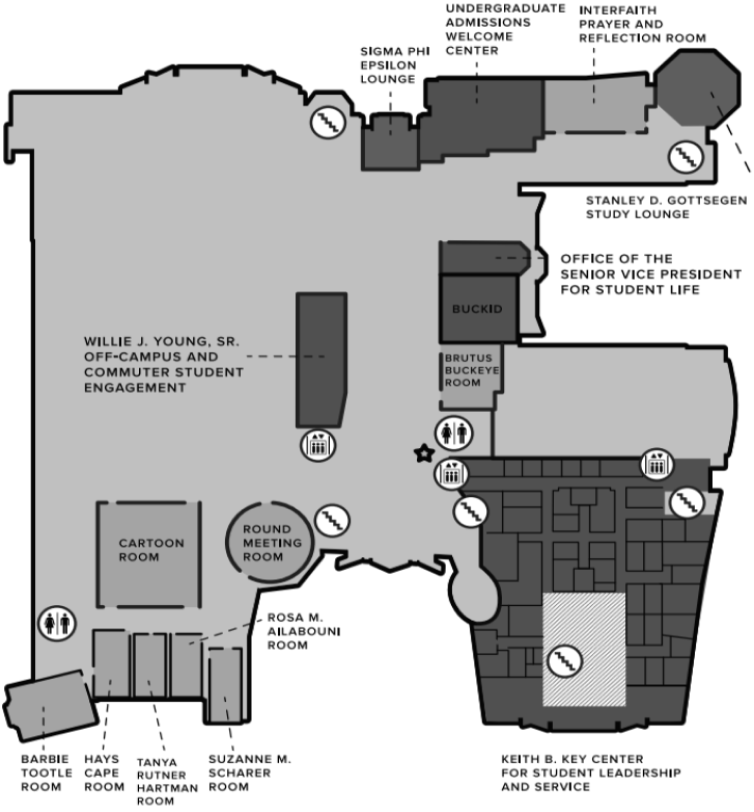 UNDERGRADUATE
ADMISSIONS
WELCOME
CENTER
INTERFAITH
PRAYER AND
REFLECTION ROOM
SIGMA PHI
EPSILON
LOUNGE
STANLEY D. GOTTSEGEN
STUDY LOUNGE
OFFICE OF THE
SENIOR VICE PRESIDENT
FOR STUDENT LIFE
BUCKID
WILLIE J. YOUNG, SR.
OFF-CAMPUS AND
COMMUTER STUDENT
ENGAGEMENT
BRUTUS
BUCKEYE
ROOM
CARTOON
ROOM
ROUND
MEETING
ROOM
ROSA M.
AILABOUNI
ROOM
BARBIE
TOOTLE
ROOM
HAYS
CAPE
ROOM
TANYA
RUTNER
HARTMAN
ROOM
SUZANNE M.
SCHARER
ROOM
KEITH B. KEY CENTER
FOR STUDENT LEADERSHIP
AND SERVICE